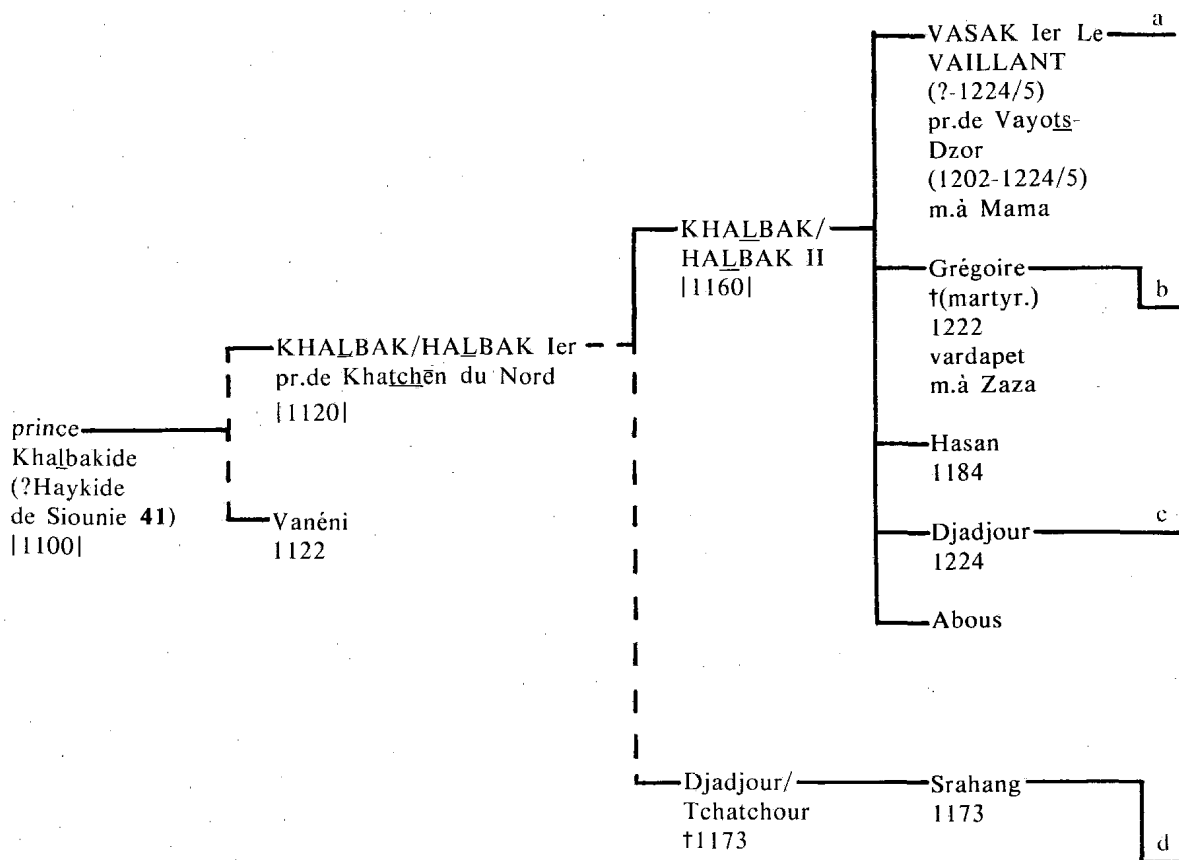 a
VASAK Ier Le
VAILLANT
(?-1224/5)
pr.de Vayots-
Dzor
(1202-1224/5)
m.à Mama
KHALBAK/
HALBAK II
|1160|
Grégoire
†(martyr.)
1222
vardapet
m.à Zaza
b
KHALBAK/HALBAK Ier
pr.de Khatchēn du Nord
|1120|
prince
Khalbakide
(?Haykide
de Siounie 41)
|1100|
Hasan
1184
Vanéni
1122
Djadjour
1224
c
Abous
Djadjour/
Tchatchour
†1173
Srahang
1173
d